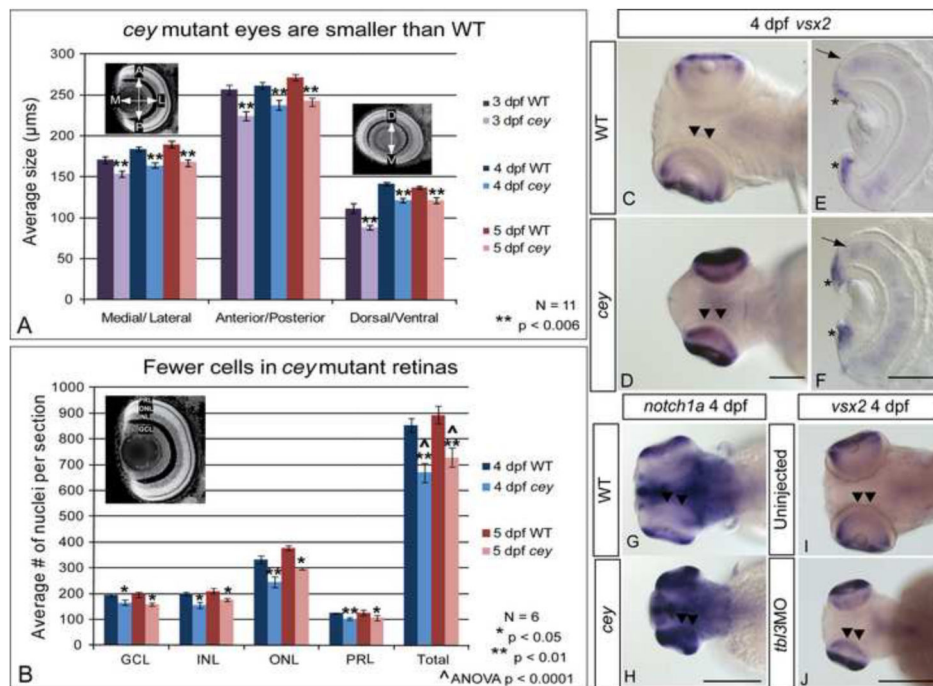 cey mutant eyes are smaller than WT
300
250
200
150
100
50
0
Average size (μms)
A
M
L
P
D
V
3 dpf WT
3 dpf cey
4 dpf WT
4 dpf cey
5 dpf WT
5 dpf cey
** ** ** ** ** ** ** ** **
Medial/Lateral Anterior/Posterior Dorsal/Ventral
N = 11
** p < 0.006
A
Fewer cells in cey mutant retinas
1000
900
800
700
600
500
400
300
200
100
0
Average # of nuclei per section
PRL
ONL
INL
GCL
4 dpf WT
4 dpf cey
5 dpf WT
5 dpf cey
^ ^
** **
* * * ** * ** *
GCL INL ONL PRL Total
N = 6
* p < 0.05
** p < 0.01
^ ANOVA p < 0.0001
B
4 dpf vsx2
WT
C
*
*
E
cey
D
*
*
F
notch1a 4 dpf
WT
G
cey
H
vsx2 4 dpf
Uninjected
I
tbl3MO
J